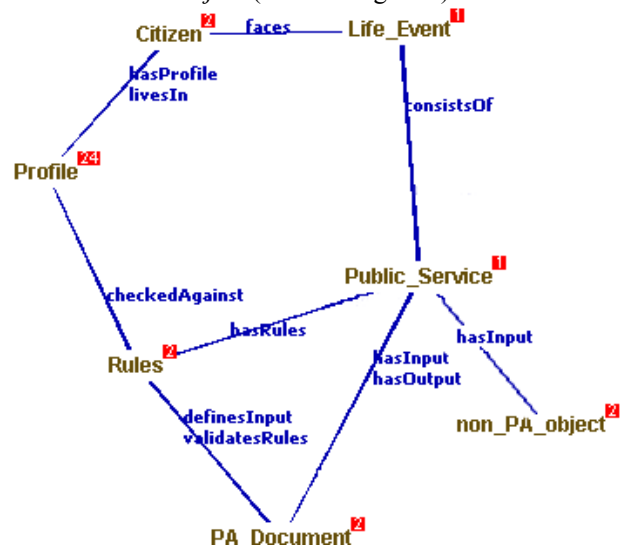 Citizen 2 faces Life_Event 1
hasProfile
livesIn
consistsOf
Profile 24
Public_Service 1
checkedAgainst
hasRules
hasInput
Rules 2
hasInput
hasOutput
definesInput
validatesRules
non_PA_object 2
PA_Document 2